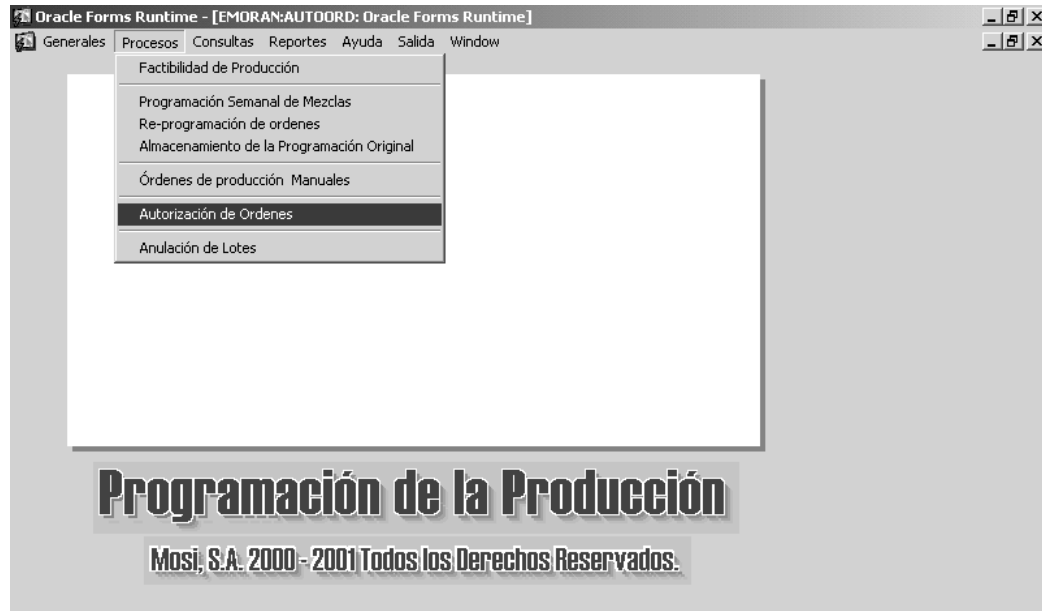 Oracle Forms Runtime - [EMORAN:AUTOORD: Oracle Forms Runtime]
Generales Procesos Consultas Reportes Ayuda Salida Window
Factibilidad de Producción
Programación Semanal de Mezclas
Re-programación de ordenes
Almacenamiento de la Programación Original
Órdenes de producción Manuales
Autorización de Ordenes
Anulación de Lotes
Programación de la Producción
Mosi, S.A. 2000 - 2001 Todos los Derechos Reservados.